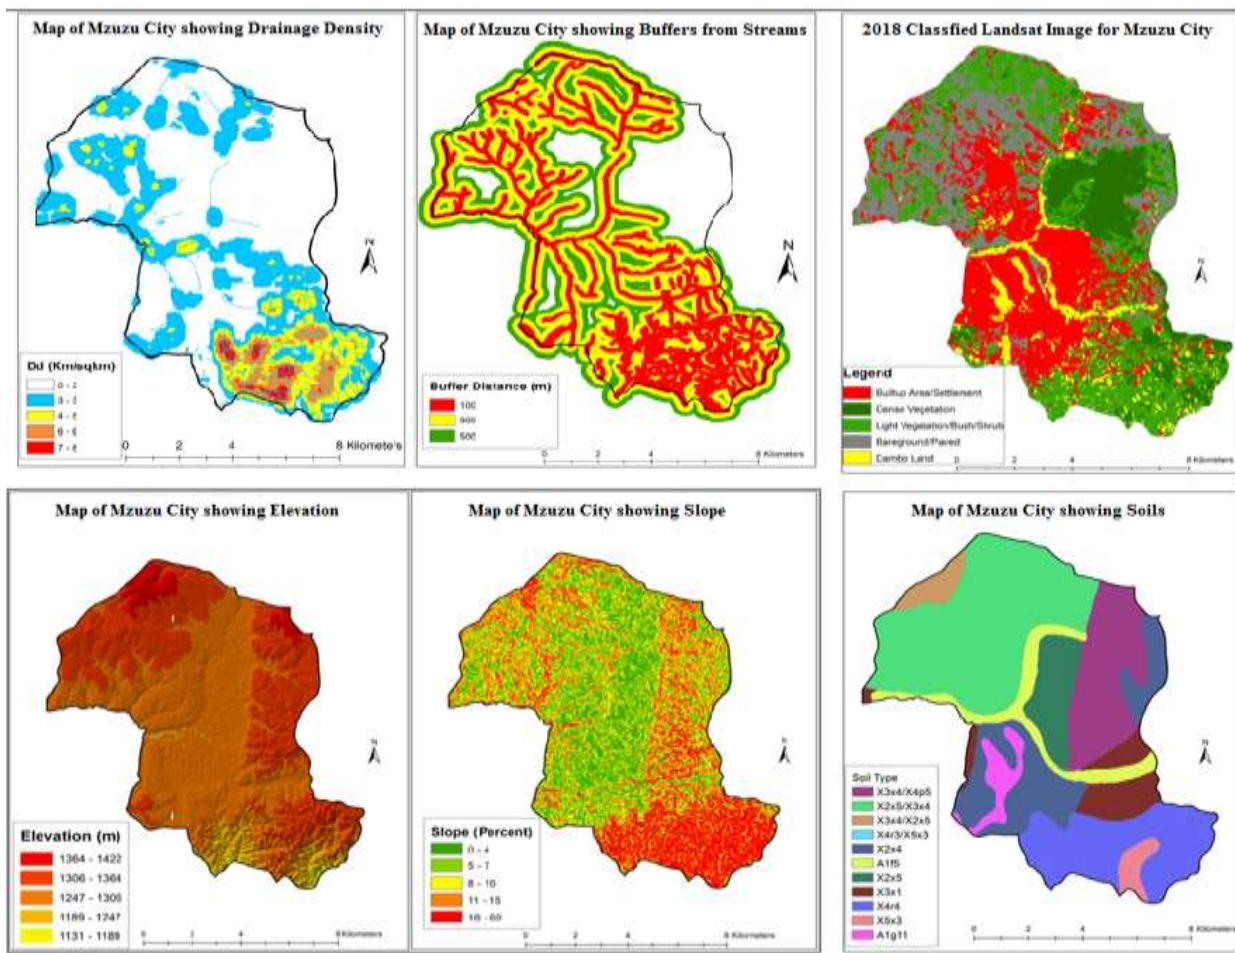 Map of Mzuzu City showing Drainage Density
N
Dd (Km/sqkm)
0 - 2
3 - 3
4 - 5
6 - 6
7 - 8
0 2 4 8 Kilometers
Map of Mzuzu City showing Buffers from Streams
N
Buffer Distance (m)
100
500
0 2 4 8 Kilometers
2018 Classfied Landsat Image for Mzuzu City
N
Legend
Builtup Area/Settlement
Dense Vegetation
Light Vegetation/Bush/Shrub
Bareground/Paved
Dambo Land
0 2 4 8 Kilometers
Map of Mzuzu City showing Elevation
N
Elevation (m)
1364 - 1422
1306 - 1364
1247 - 1306
1189 - 1247
1131 - 1189
0 2 4 8 Kilometers
Map of Mzuzu City showing Slope
N
Slope (Percent)
0 - 4
5 - 7
8 - 10
11 - 15
0 2 4 8 Kilometers
Map of Mzuzu City showing Soils
N
Soil Type
X3x4/X4p5
X2x5/X3x4
X3x4/X2x5
X4r3/X5x3
X2x4
A1f5
X2x5
X3x1
X4r4
X5x3
A1g11
0 2 4 8 Kilometers